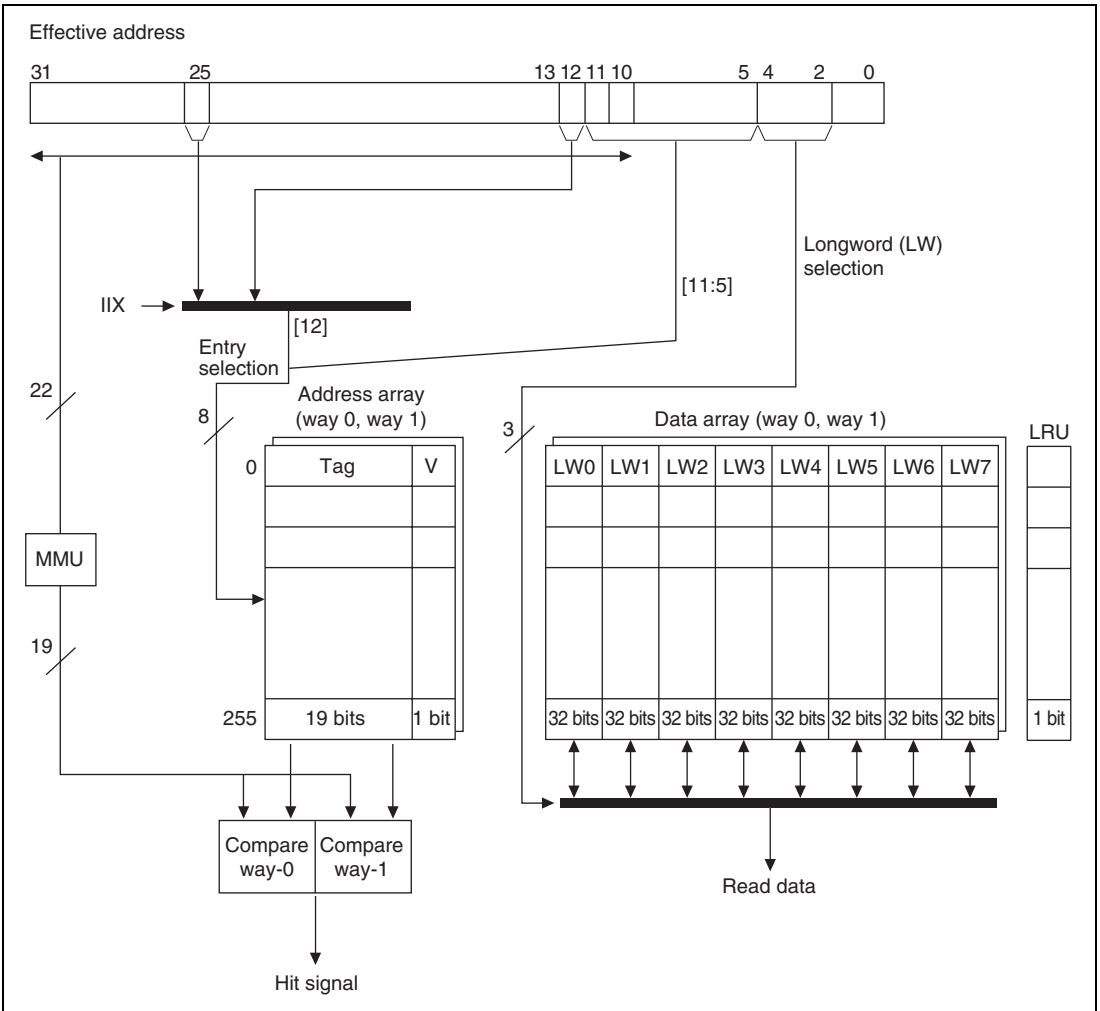 Effective address
31 25 13 12 11 10 5 4 2 0
Longword (LW)
selection
[11:5]
IIX
[12]
Entry
selection
22
8
Address array
(way 0, way 1)
3
Data array (way 0, way 1)
LRU
0 Tag V
LW0 LW1 LW2 LW3 LW4 LW5 LW6 LW7
MMU
19
255 19 bits 1 bit
32 bits 32 bits 32 bits 32 bits 32 bits 32 bits 32 bits 32 bits
1 bit
Compare
way-0
Compare
way-1
Read data
Hit signal